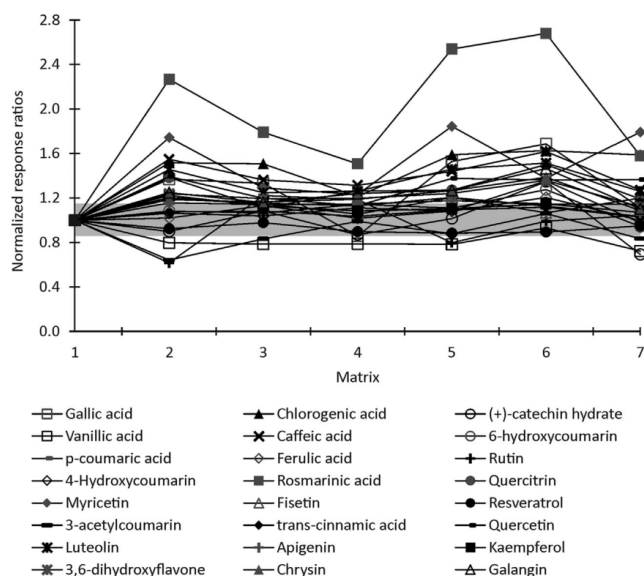 2.8
2.4
2.0
1.6
1.2
0.8
0.4
0.0
Normalized response ratios
1 2 3 4 5 6 7
Matrix
Gallic acid Chlorogenic acid (+)-catechin hydrate
Vanillic acid Caffeic acid 6-hydroxycoumarin
p-coumaric acid Ferulic acid Rutin
4-Hydroxycoumarin Rosmarinic acid Quercitrin
Myricetin Fisetin Resveratrol
3-acetylcoumarin trans-cinnamic acid Quercetin
Luteolin Apigenin Kaempferol
3,6-dihydroxyflavone Chrysin Galangin